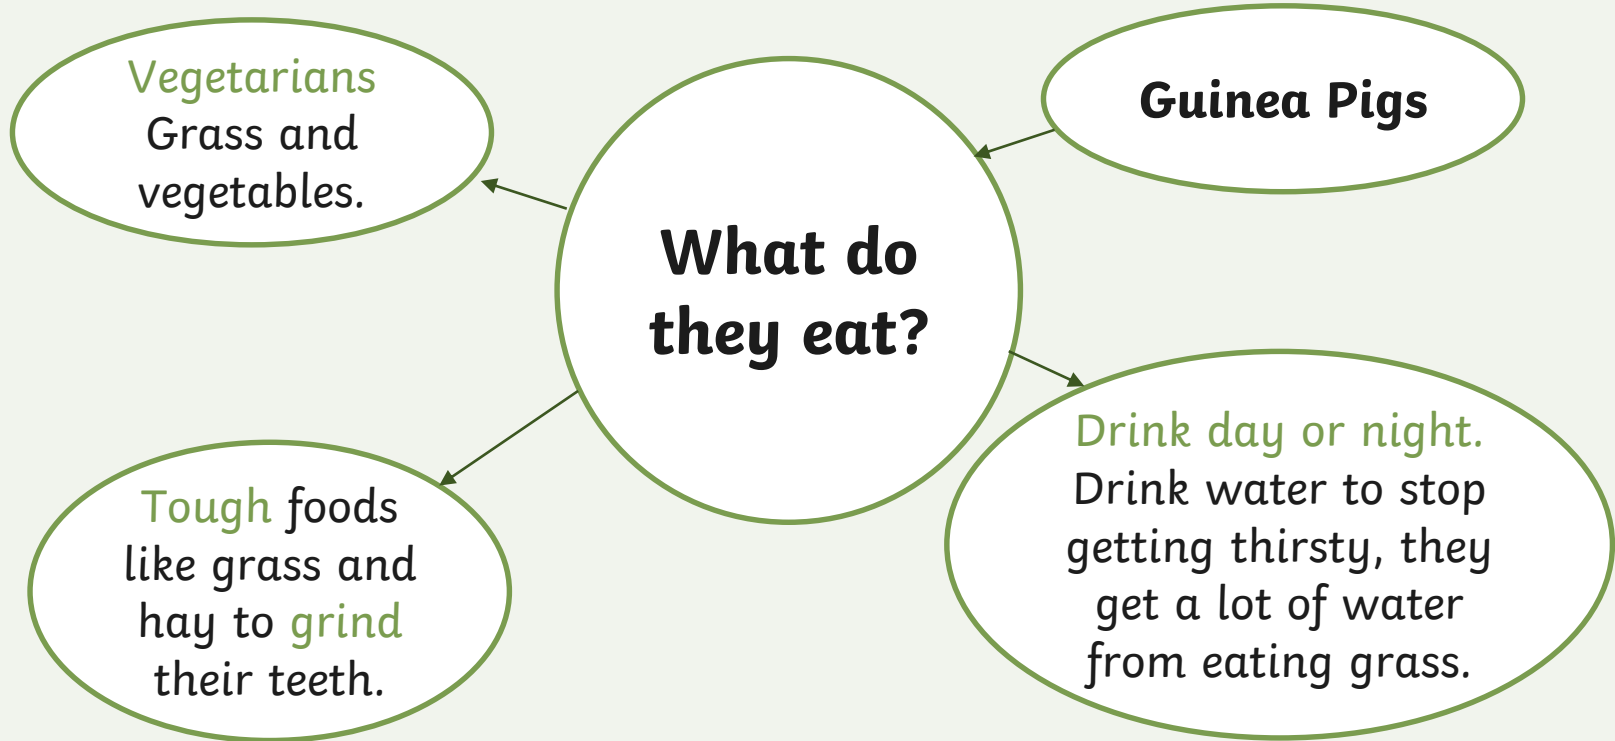 Guinea Pigs
What do
they eat?
Vegetarians
Grass and
vegetables.
Tough foods
like grass and
hay to grind
their teeth.
Drink day or night.
Drink water to stop
getting thirsty, they
get a lot of water
from eating grass.